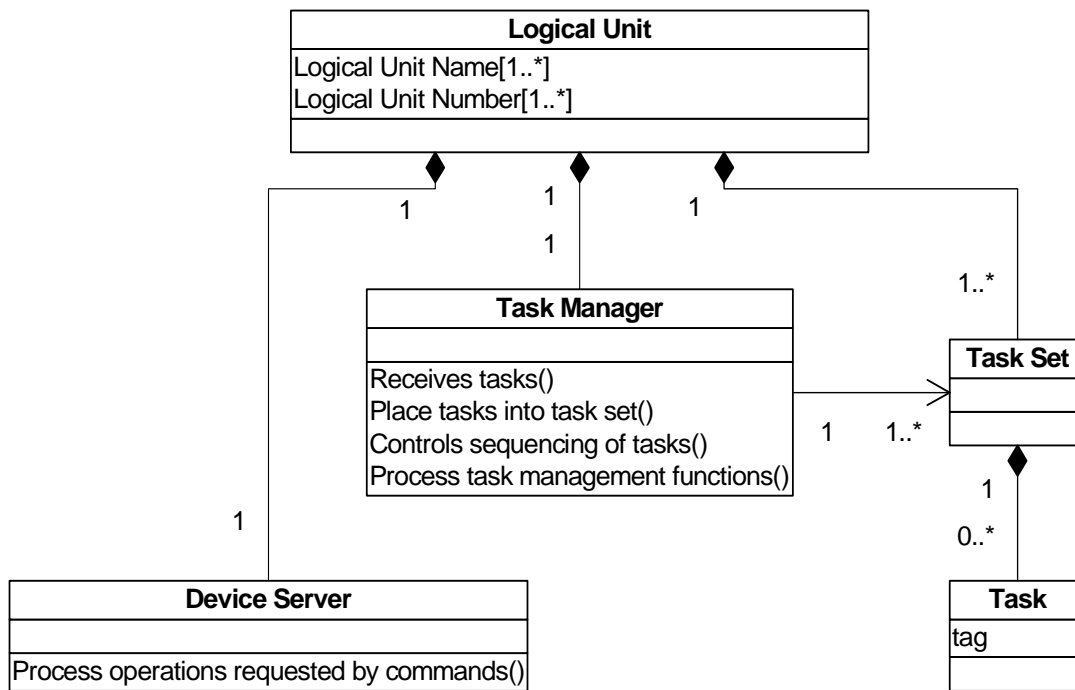 Logical Unit
Logical Unit Name[1..*]
Logical Unit Number[1..*]
1
1
1
1
1..*
Task Manager
Receives tasks()
Place tasks into task set()
Controls sequencing of tasks()
Process task management functions()
Task Set
1
1..*
1
0..*
1
Device Server
Process operations requested by commands()
Task
tag